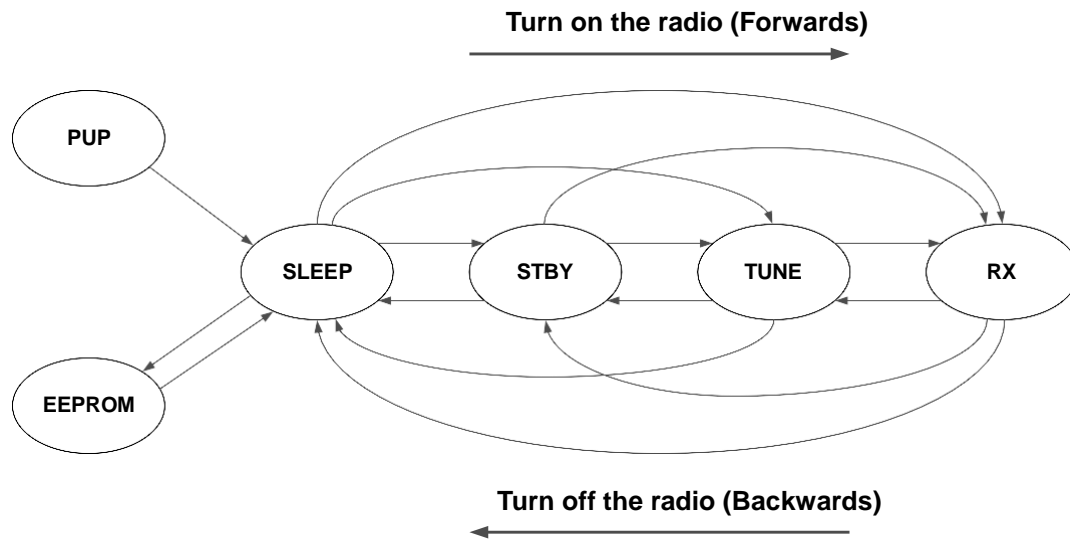 Turn on the radio (Forwards)
PUP
SLEEP
STBY
TUNE
RX
EEPROM
Turn off the radio (Backwards)